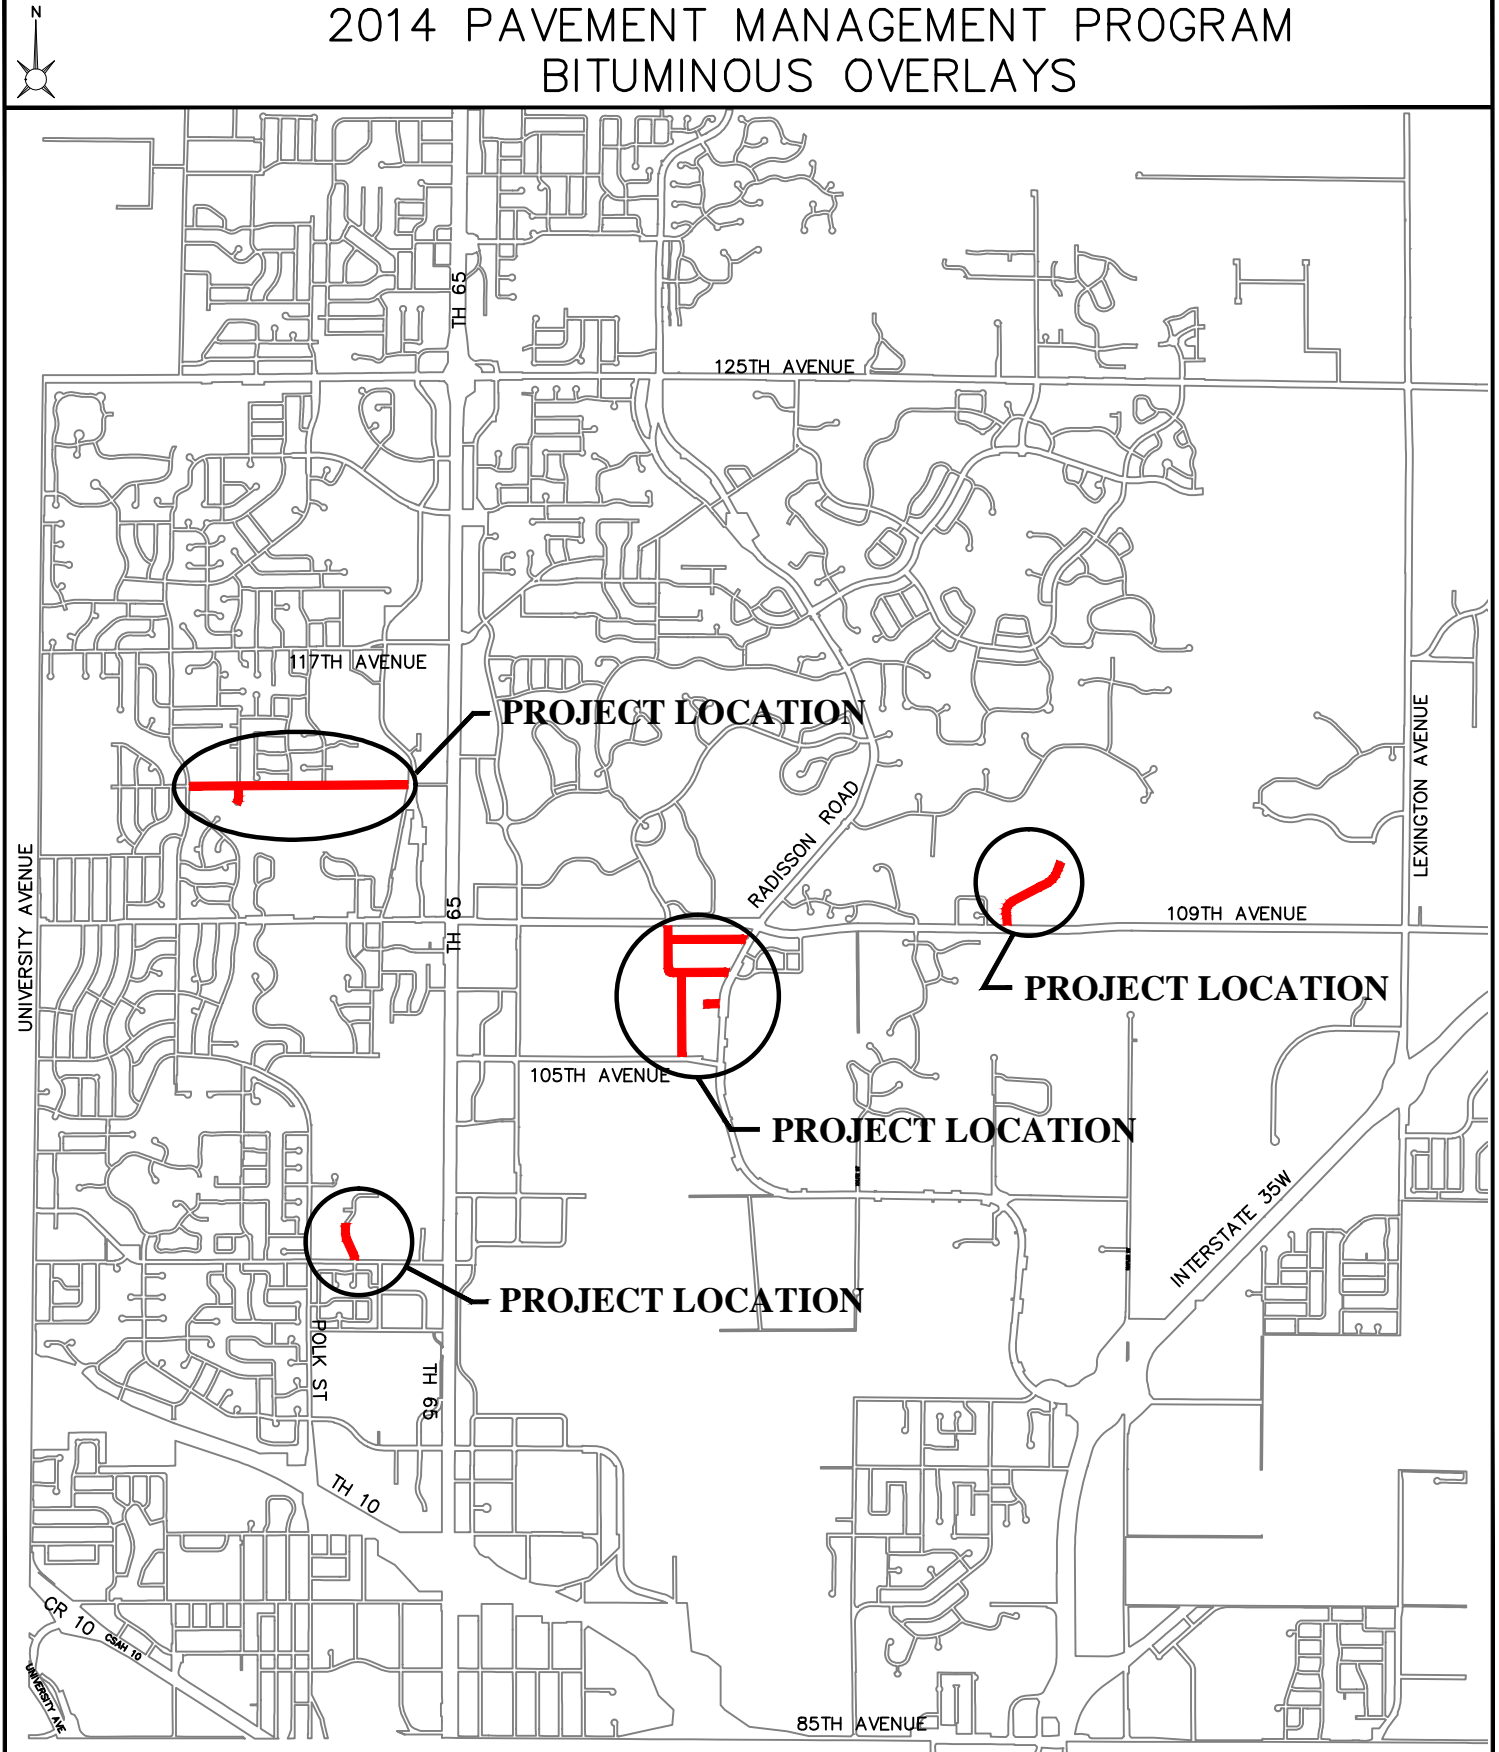 N
2014 PAVEMENT MANAGEMENT PROGRAM
BITUMINOUS OVERLAYS
TH 65
125TH AVENUE
117TH AVENUE
PROJECT LOCATION
LEXINGTON AVENUE
RADISSON ROAD
UNIVERSITY AVENUE
TH 65
109TH AVENUE
PROJECT LOCATION
105TH AVENUE
PROJECT LOCATION
INTERSTATE 35W
PROJECT LOCATION
POLK ST
TH 65
TH 10
CR 10
CSAH 10
UNIVERSITY AVE
85TH AVENUE